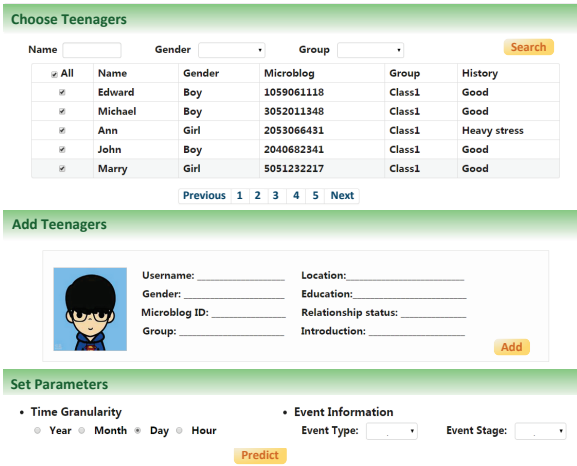 Choose Teenagers
Name Gender Group Search
All Name Gender Microblog Group History
Edward Boy 1059061118 Class1 Good
Michael Boy 3052011348 Class1 Good
Ann Girl 2053066431 Class1 Heavy stress
John Boy 2040682341 Class1 Good
Marry Girl 5051232217 Class1 Good
Previous 1 2 3 4 5 Next
Add Teenagers
Username: Location:
Gender: Education:
Microblog ID: Relationship status:
Group: Introduction:
Add
Set Parameters
• Time Granularity • Event Information
Year Month Day Hour Event Type: Event Stage:
Predict